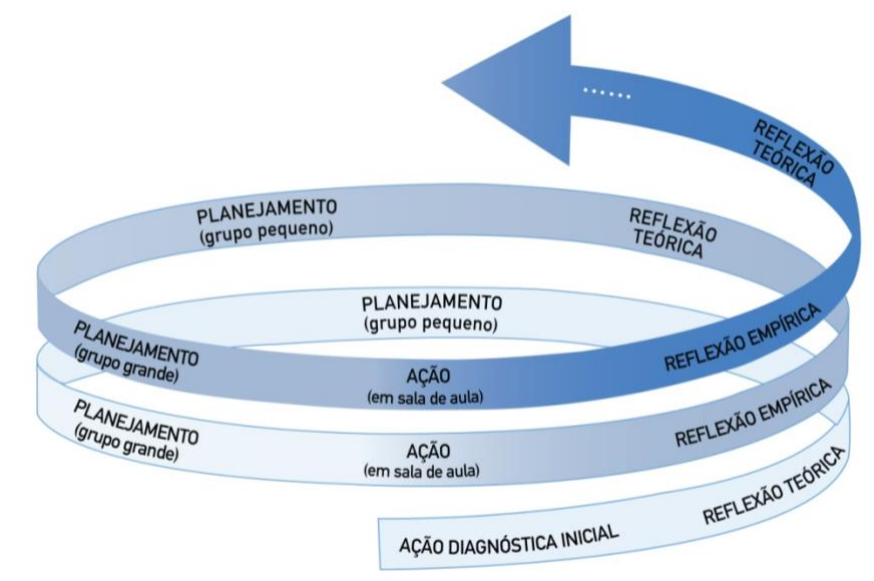 ......
REFLEXÃO
TEÓRICA
PLANEJAMENTO
(grupo pequeno)
REFLEXÃO
TEÓRICA
PLANEJAMENTO
(grupo pequeno)
PLANEJAMENTO
(grupo grande)
AÇÃO
(em sala de aula)
REFLEXÃO EMPÍRICA
PLANEJAMENTO
(grupo grande)
AÇÃO
(em sala de aula)
REFLEXÃO EMPÍRICA
AÇÃO DIAGNÓSTICA INICIAL
REFLEXÃO TEÓRICA